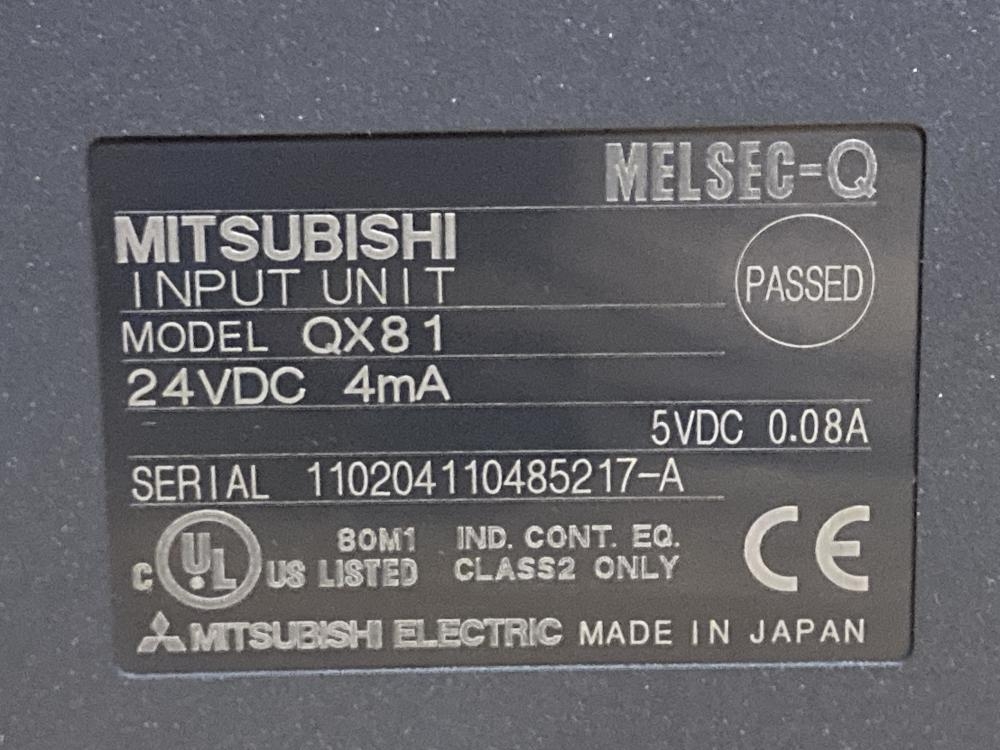 MELSEC-Q
MITSUBISHI
INPUT UNIT
PASSED
MODEL QX81
24VDC 4mA
5VDC 0.08A
SERIAL 110204110485217-A
C UL US LISTED 80M1 IND. CONT. EQ.
CLASS2 ONLY
CE
MITSUBISHI ELECTRIC MADE IN JAPAN